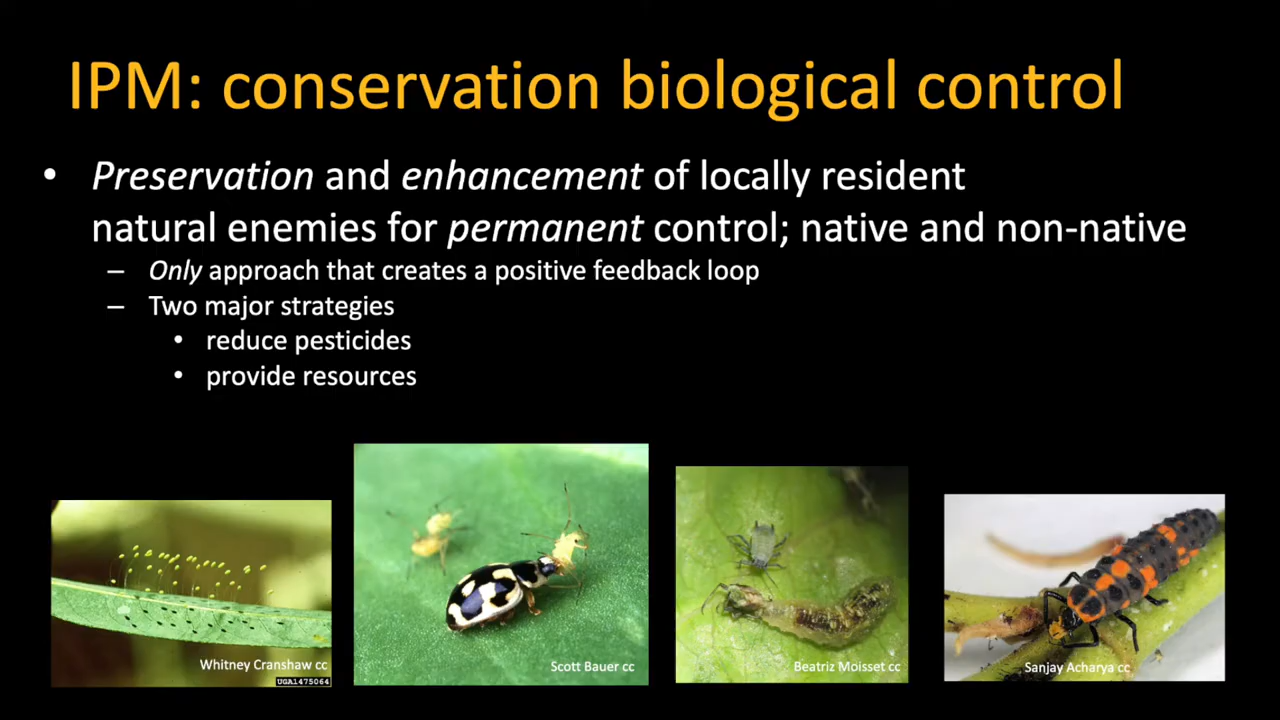 IPM: conservation biological control
• Preservation and enhancement of locally resident
natural enemies for permanent control; native and non-native
– Only approach that creates a positive feedback loop
– Two major strategies
• reduce pesticides
• provide resources
Whitney Cranshaw cc
UGA1475064
Scott Bauer cc
Beatriz Moisset cc
Sanjay Acharya cc